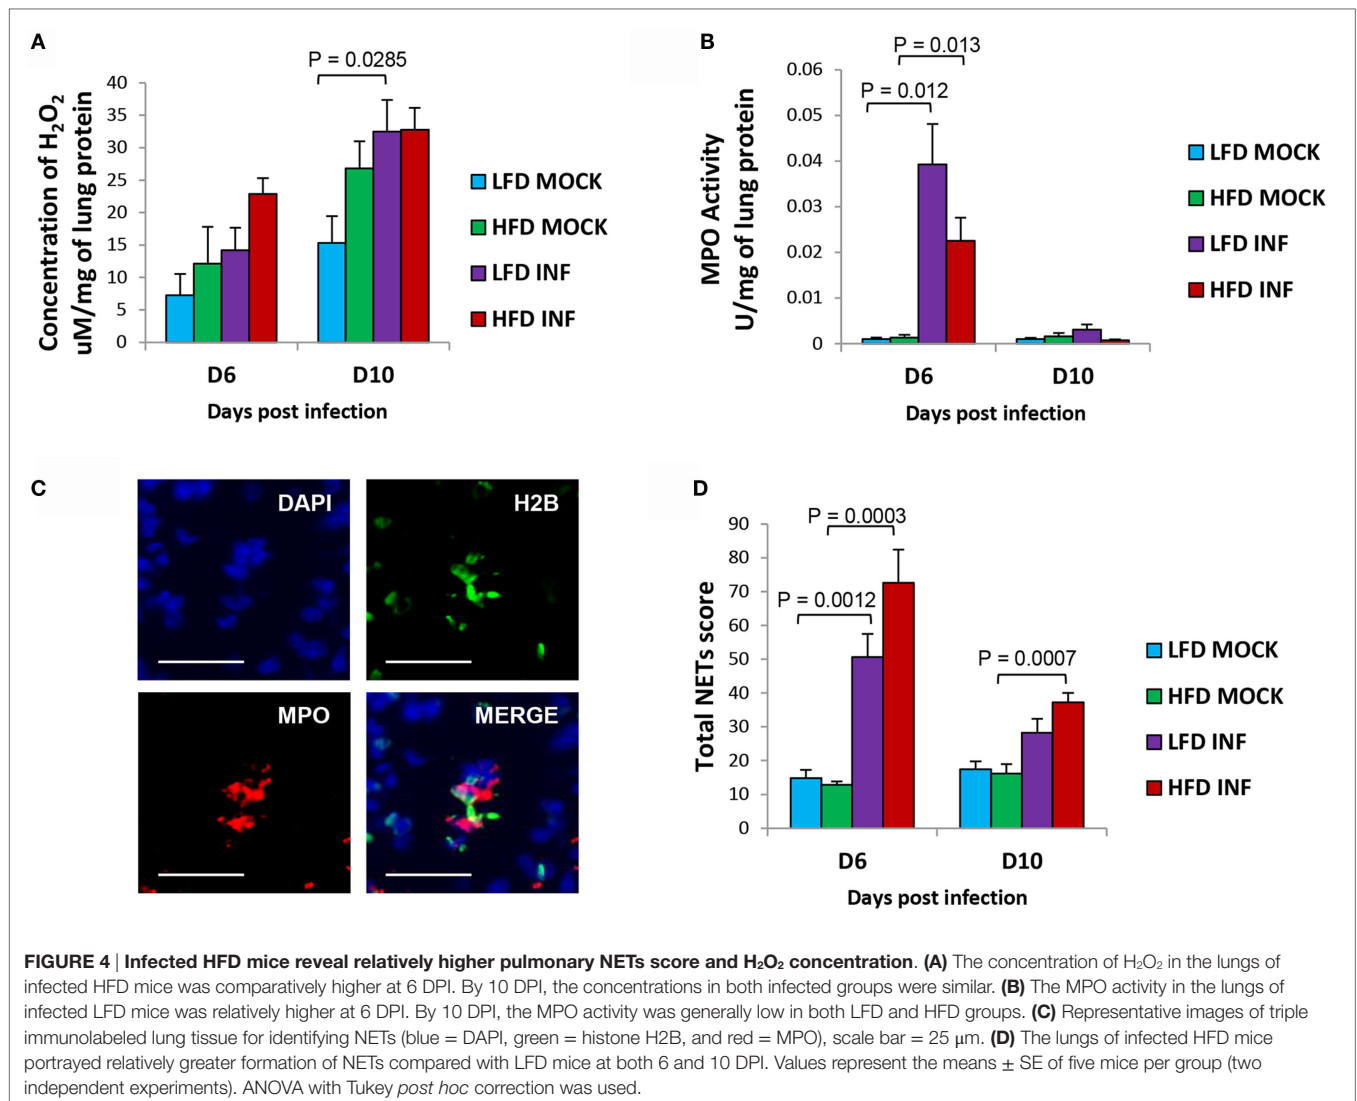 A
P = 0.0285
Concentration of H₂O₂
uM/mg of lung protein
40
35
30
25
20
15
10
5
0
D6
D10
Days post infection
LFD MOCK
HFD MOCK
LFD INF
HFD INF
B
P = 0.013
P = 0.012
MPO Activity
U/mg of lung protein
0.06
0.05
0.04
0.03
0.02
0.01
0
D6
D10
Days post infection
LFD MOCK
HFD MOCK
LFD INF
HFD INF
C
DAPI
H2B
MPO
MERGE
D
P = 0.0003
P = 0.0012
P = 0.0007
Total NETs score
90
80
70
60
50
40
30
20
10
0
D6
D10
Days post infection
LFD MOCK
HFD MOCK
LFD INF
HFD INF
FIGURE 4 | Infected HFD mice reveal relatively higher pulmonary NETs score and H₂O₂ concentration. (A) The concentration of H₂O₂ in the lungs of
infected HFD mice was comparatively higher at 6 DPI. By 10 DPI, the concentrations in both infected groups were similar. (B) The MPO activity in the lungs of
infected LFD mice was relatively higher at 6 DPI. By 10 DPI, the MPO activity was generally low in both LFD and HFD groups. (C) Representative images of triple
immunolabeled lung tissue for identifying NETs (blue = DAPI, green = histone H2B, and red = MPO), scale bar = 25 μm. (D) The lungs of infected HFD mice
portrayed relatively greater formation of NETs compared with LFD mice at both 6 and 10 DPI. Values represent the means ± SE of five mice per group (two
independent experiments). ANOVA with Tukey post hoc correction was used.